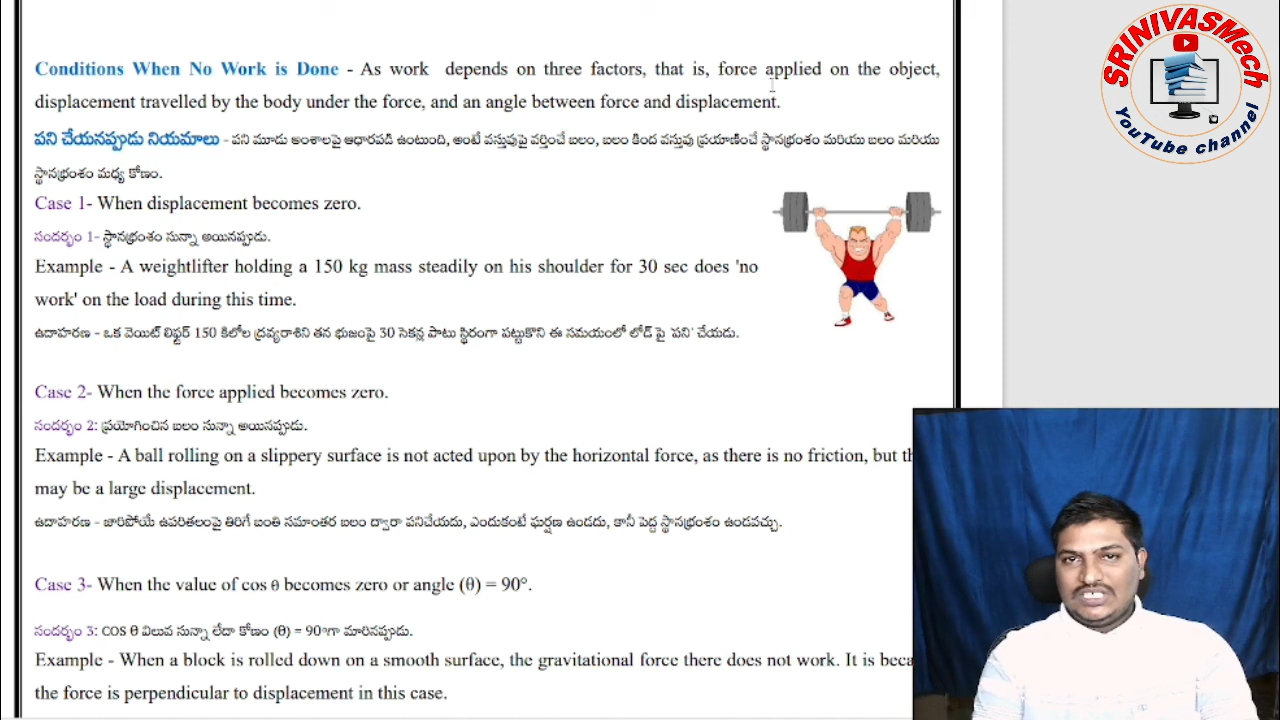 Conditions When No Work is Done - As work depends on three factors, that is, force applied on the object,
displacement travelled by the body under the force, and an angle between force and displacement.
పని చేయనప్పుడు నియమాలు - పని మూడు అంశాలపై ఆధారపడి ఉంటుంది, అంటే వస్తువుపై వర్తించే బలం, బలం కింద వస్తువు ప్రయాణించే స్థానభ్రంశం మరియు బలం మరియు
స్థానభ్రంశం మధ్య కోణం.
Case 1- When displacement becomes zero.
సందర్భం 1- స్థానభ్రంశం సున్నా అయినప్పుడు.
Example - A weightlifter holding a 150 kg mass steadily on his shoulder for 30 sec does 'no
work' on the load during this time.
ఉదాహరణ - ఒక వెయిట్ లిఫ్టర్ 150 కిలోల ద్రవ్యరాశిని తన భుజంపై 30 సెకన్ల పాటు స్థిరంగా పట్టుకొని ఈ సమయంలో లోడ్ పై 'పని' చేయడు.
Case 2- When the force applied becomes zero.
సందర్భం 2: ప్రయోగించిన బలం సున్నా అయినప్పుడు.
Example - A ball rolling on a slippery surface is not acted upon by the horizontal force, as there is no friction, but
may be a large displacement.
ఉదాహరణ - జారిపోయే ఉపరితలంపై తిరిగే బంతి సమాంతర బలం ద్వారా పనిచేయదు, ఎందుకంటే ఘర్షణ ఉండదు, కానీ పెద్ద స్థానభ్రంశం ఉండవచ్చు.
Case 3- When the value of cos θ becomes zero or angle (θ) = 90°.
సందర్భం 3: COS θ విలువ సున్నా లేదా కోణం (θ) = 90°గా మారినప్పుడు.
Example - When a block is rolled down on a smooth surface, the gravitational force there does not work. It is
the force is perpendicular to displacement in this case.
SRINIVASMech
YouTube channel